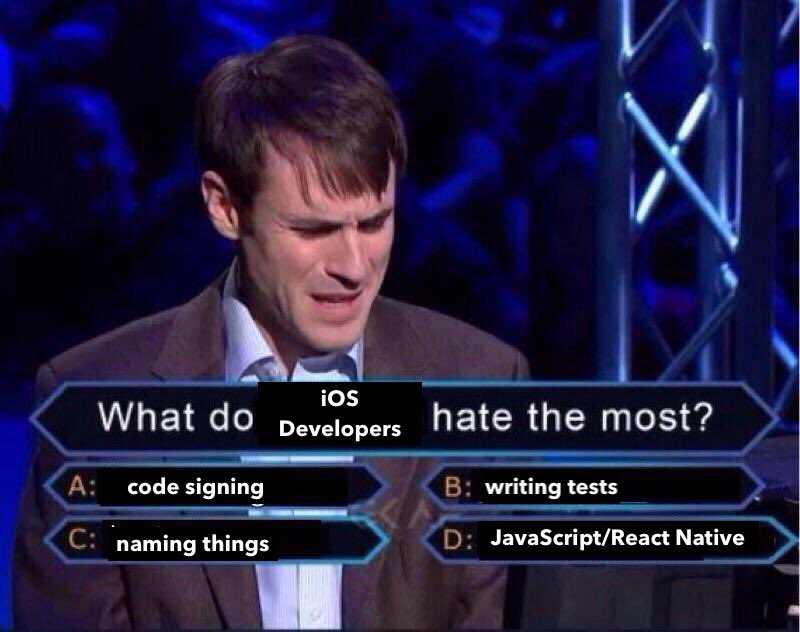 What do iOS Developers hate the most?
A: code signing
B: writing tests
C: naming things
D: JavaScript/React Native